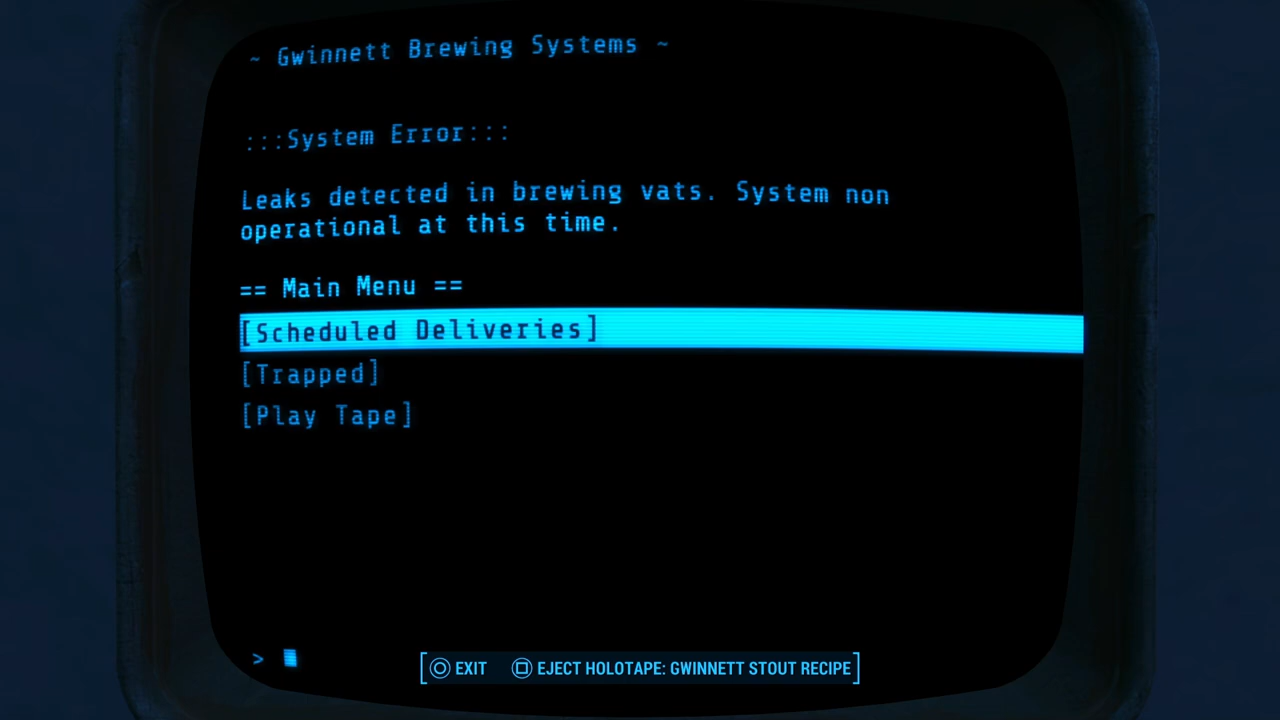 ~ Gwinnett Brewing Systems ~
:::System Error:::
Leaks detected in brewing vats. System non
operational at this time.
== Main Menu ==
[Scheduled Deliveries]
[Trapped]
[Play Tape]
>
EXIT EJECT HOLOTAPE: GWINNETT STOUT RECIPE